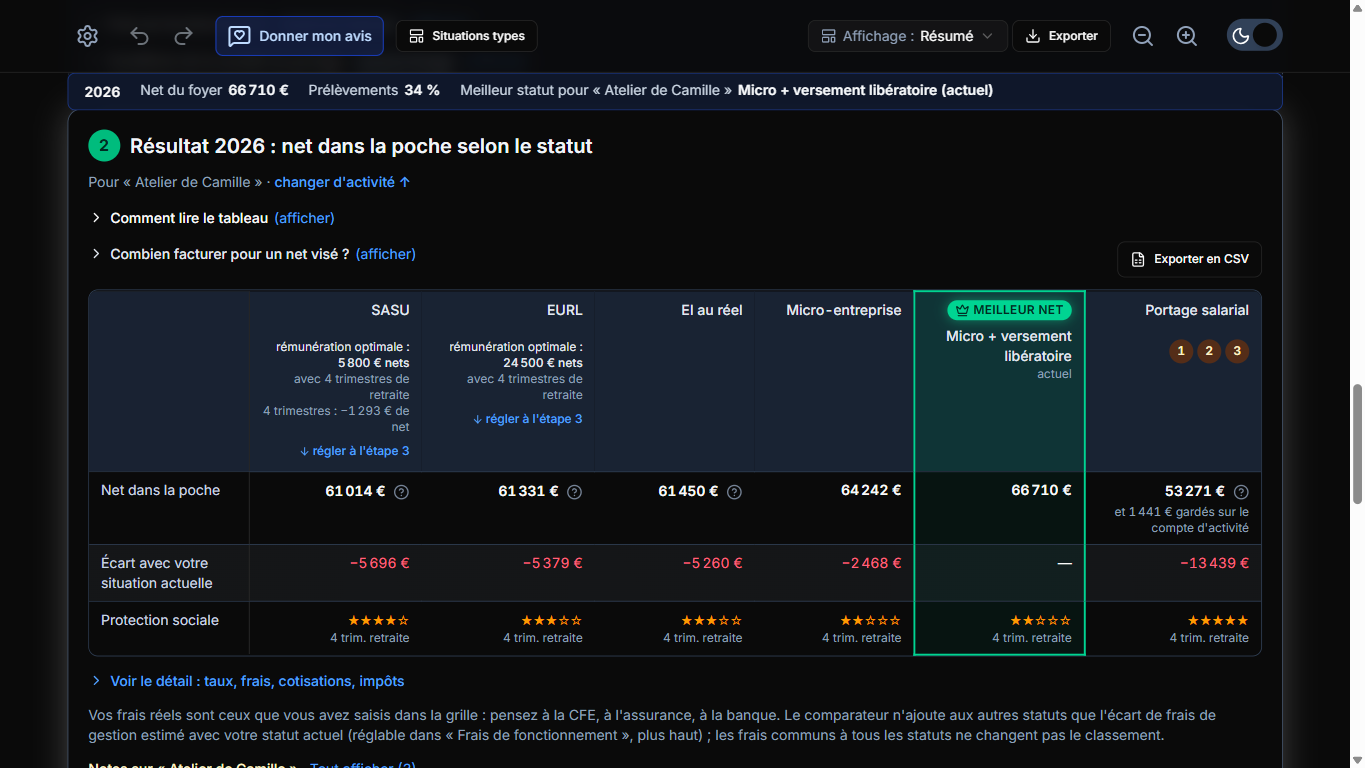 Donner mon avis
Situations types
Affichage : Résumé
Exporter
2026 Net du foyer 66 710 € Prélèvements 34 % Meilleur statut pour « Atelier de Camille » Micro + versement libératoire (actuel)
2 Résultat 2026 : net dans la poche selon le statut
Pour « Atelier de Camille » · changer d'activité ↑
Comment lire le tableau (afficher)
Combien facturer pour un net visé ? (afficher)
Exporter en CSV
SASU
rémunération optimale :
5 800 € nets
avec 4 trimestres de
retraite
4 trimestres : −1 293 € de
net
↓ régler à l'étape 3
EURL
rémunération optimale :
24 500 € nets
avec 4 trimestres de
retraite
↓ régler à l'étape 3
EI au réel
Micro-entreprise
MEILLEUR NET
Micro + versement
libératoire
actuel
Portage salarial
1 2 3
Net dans la poche
61 014 € ?
61 331 € ?
61 450 € ?
64 242 €
66 710 €
53 271 € ?
et 1 441 € gardés sur le
compte d'activité
Écart avec votre
situation actuelle
−5 696 €
−5 379 €
−5 260 €
−2 468 €
—
−13 439 €
Protection sociale
★★★★☆
4 trim. retraite
★★★☆☆
4 trim. retraite
★★★☆☆
4 trim. retraite
★★☆☆☆
4 trim. retraite
★★☆☆☆
4 trim. retraite
★★★★★
4 trim. retraite
Voir le détail : taux, frais, cotisations, impôts
Vos frais réels sont ceux que vous avez saisis dans la grille : pensez à la CFE, à l'assurance, à la banque. Le comparateur n'ajoute aux autres statuts que l'écart de frais de
gestion estimé avec votre statut actuel (réglable dans « Frais de fonctionnement », plus haut) ; les frais communs à tous les statuts ne changent pas le classement.
Notes sur « Atelier de Camille » · Tout afficher (3)